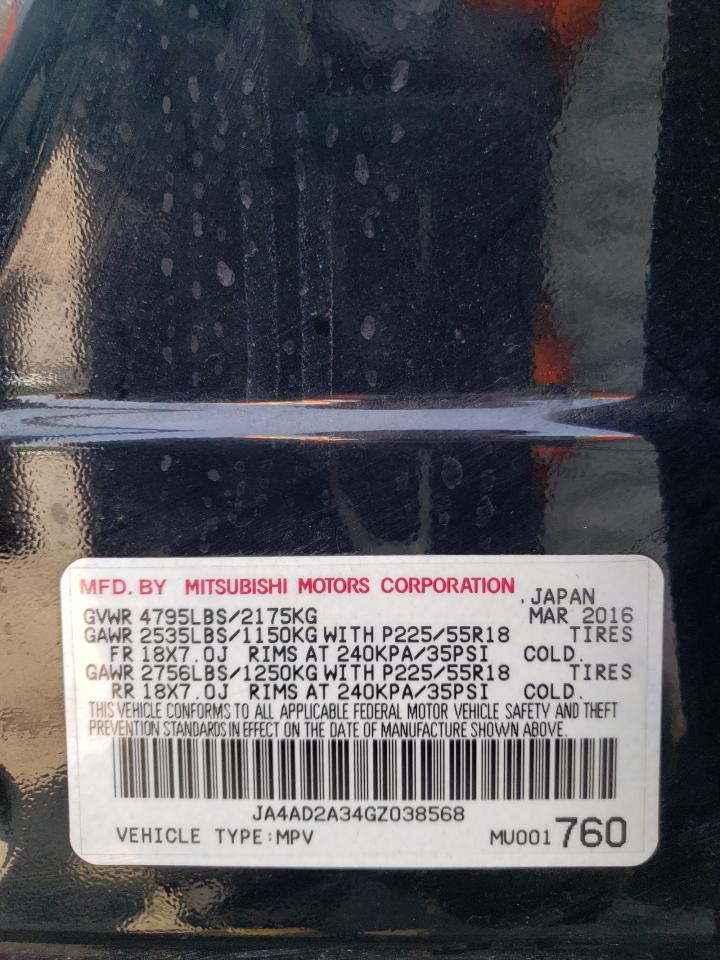 MFD. BY MITSUBISHI MOTORS CORPORATION , JAPAN
GVWR 4795LBS/2175KG MAR 2016
GAWR 2535LBS/1150KG WITH P225/55R18 TIRES
FR 18X7.0J RIMS AT 240KPA/35PSI COLD.
GAWR 2756LBS/1250KG WITH P225/55R18 TIRES
RR 18X7.0J RIMS AT 240KPA/35PSI COLD.
THIS VEHICLE CONFORMS TO ALL APPLICABLE FEDERAL MOTOR VEHICLE SAFETY AND THEFT
PREVENTION STANDARDS IN EFFECT ON THE DATE OF MANUFACTURE SHOWN ABOVE.
JA4AD2A34GZ038568
VEHICLE TYPE:MPV MU001 760